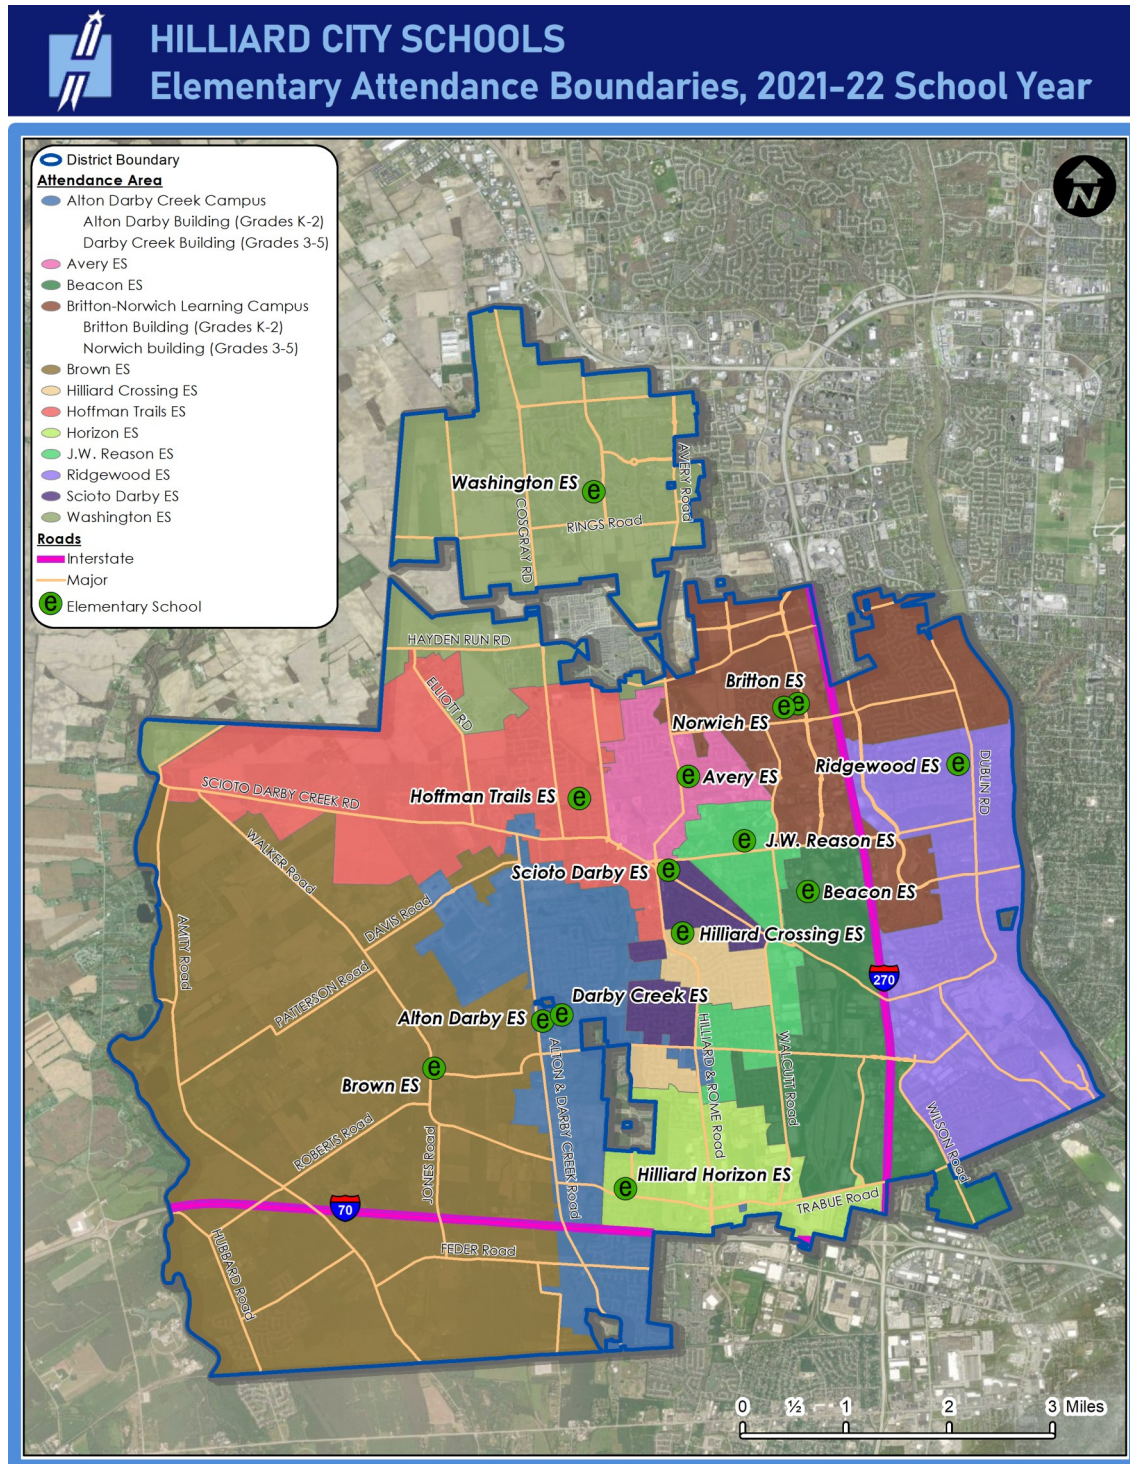 HILLIARD CITY SCHOOLS
Elementary Attendance Boundaries, 2021-22 School Year
District Boundary
Attendance Area
Alton Darby Creek Campus
Alton Darby Building (Grades K-2)
Darby Creek Building (Grades 3-5)
Avery ES
Beacon ES
Britton-Norwich Learning Campus
Britton Building (Grades K-2)
Norwich building (Grades 3-5)
Brown ES
Hilliard Crossing ES
Hoffman Trails ES
Horizon ES
J.W. Reason ES
Ridgewood ES
Scioto Darby ES
Washington ES
Roads
Interstate
Major
e Elementary School
N
AVERY Road
Washington ES e
COSGRAY RD
RINGS Road
HAYDEN RUN RD
ELLIOTT RD
Britton ES
e e
Norwich ES
Ridgewood ES e
DUBLIN RD
e Avery ES
SCIOTO DARBY CREEK RD
Hoffman Trails ES e
WALKER Road
e J.W. Reason ES
Scioto Darby ES e
e Beacon ES
DAVIS Road
AMITY Road
e Hilliard Crossing ES
270
PATTERSON Road
Darby Creek ES
Alton Darby ES e e
HILLIARD & ROME Road
WALCUTT Road
ALTON & DARBY CREEK Road
e
Brown ES
WILSON Road
ROBERTS Road
JONES Road
Hilliard Horizon ES
e
TRABUE Road
70
HUBBARD Road
FEDER Road
0 ½ 1 2 3 Miles